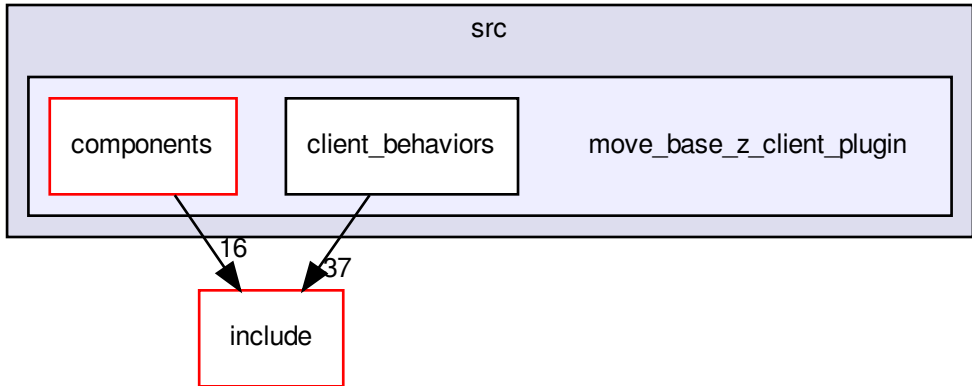 src
components
client_behaviors
move_base_z_client_plugin
16
37
include